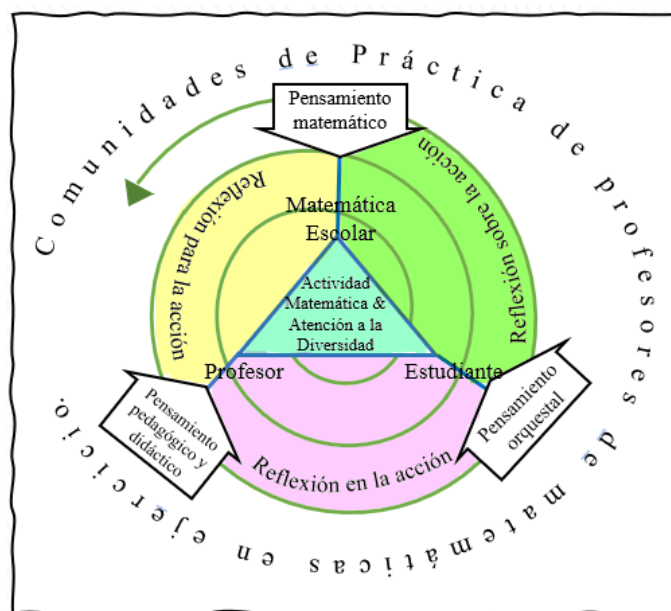 Comunidades de Práctica de profesores de matemáticas en ejercicio.
Pensamiento
matemático
Reflexión para la acción
Reflexión sobre la acción
Matemática
Escolar
Actividad
Matemática &
Atención a la
Diversidad
Profesor
Estudiante
Pensamiento
pedagógico y
didáctico
Pensamiento
orquestal
Reflexión en la acción